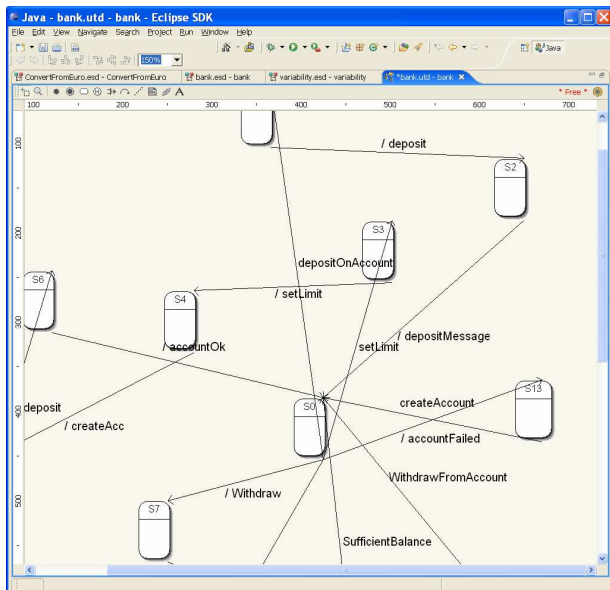 Java - bank.utd - bank - Eclipse SDK
File Edit View Navigate Search Project Run Window Help
Java
150%
ConvertFromEuro.esd - ConvertFromEuro bank.esd - bank variability.esd - variability *bank.utd - bank
A * Free *
100 200 300 400 500 600 700
100
200
300
400
500
/ deposit
S2
S3
depositOnAccount
S6
S4
/ setLimit
/ accountOk
setLimit
/ depositMessage
S13
deposit
S0
createAccount
/ createAcc
/ accountFailed
WithdrawFromAccount
/ Withdraw
S7
SufficientBalance